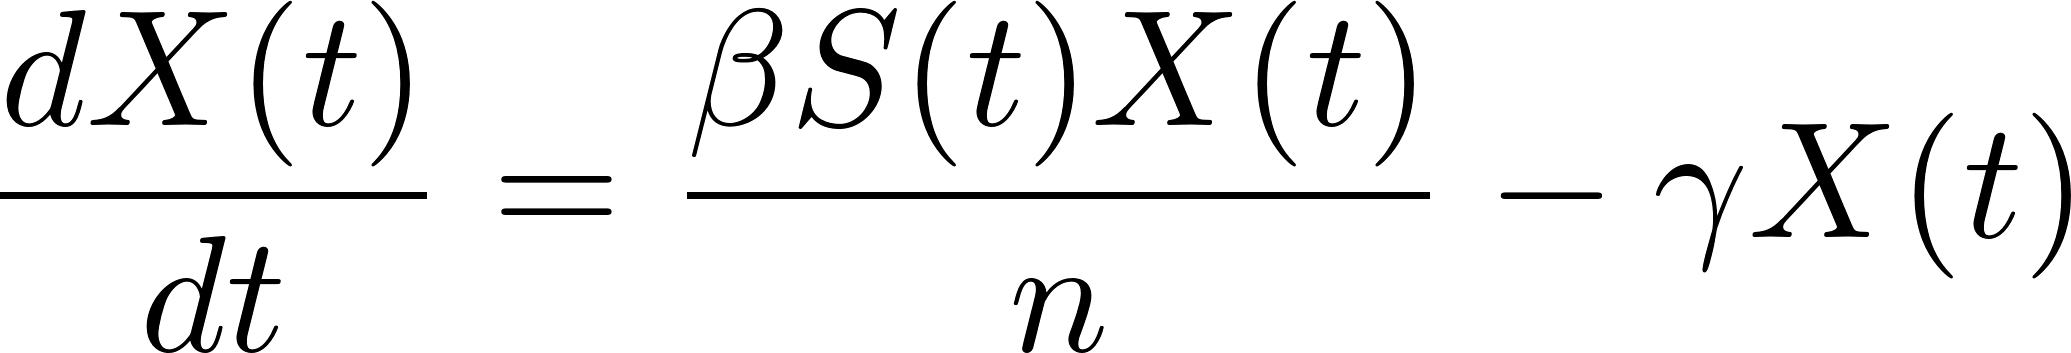 dX(t)/dt = βS(t)X(t)/n − γX(t)